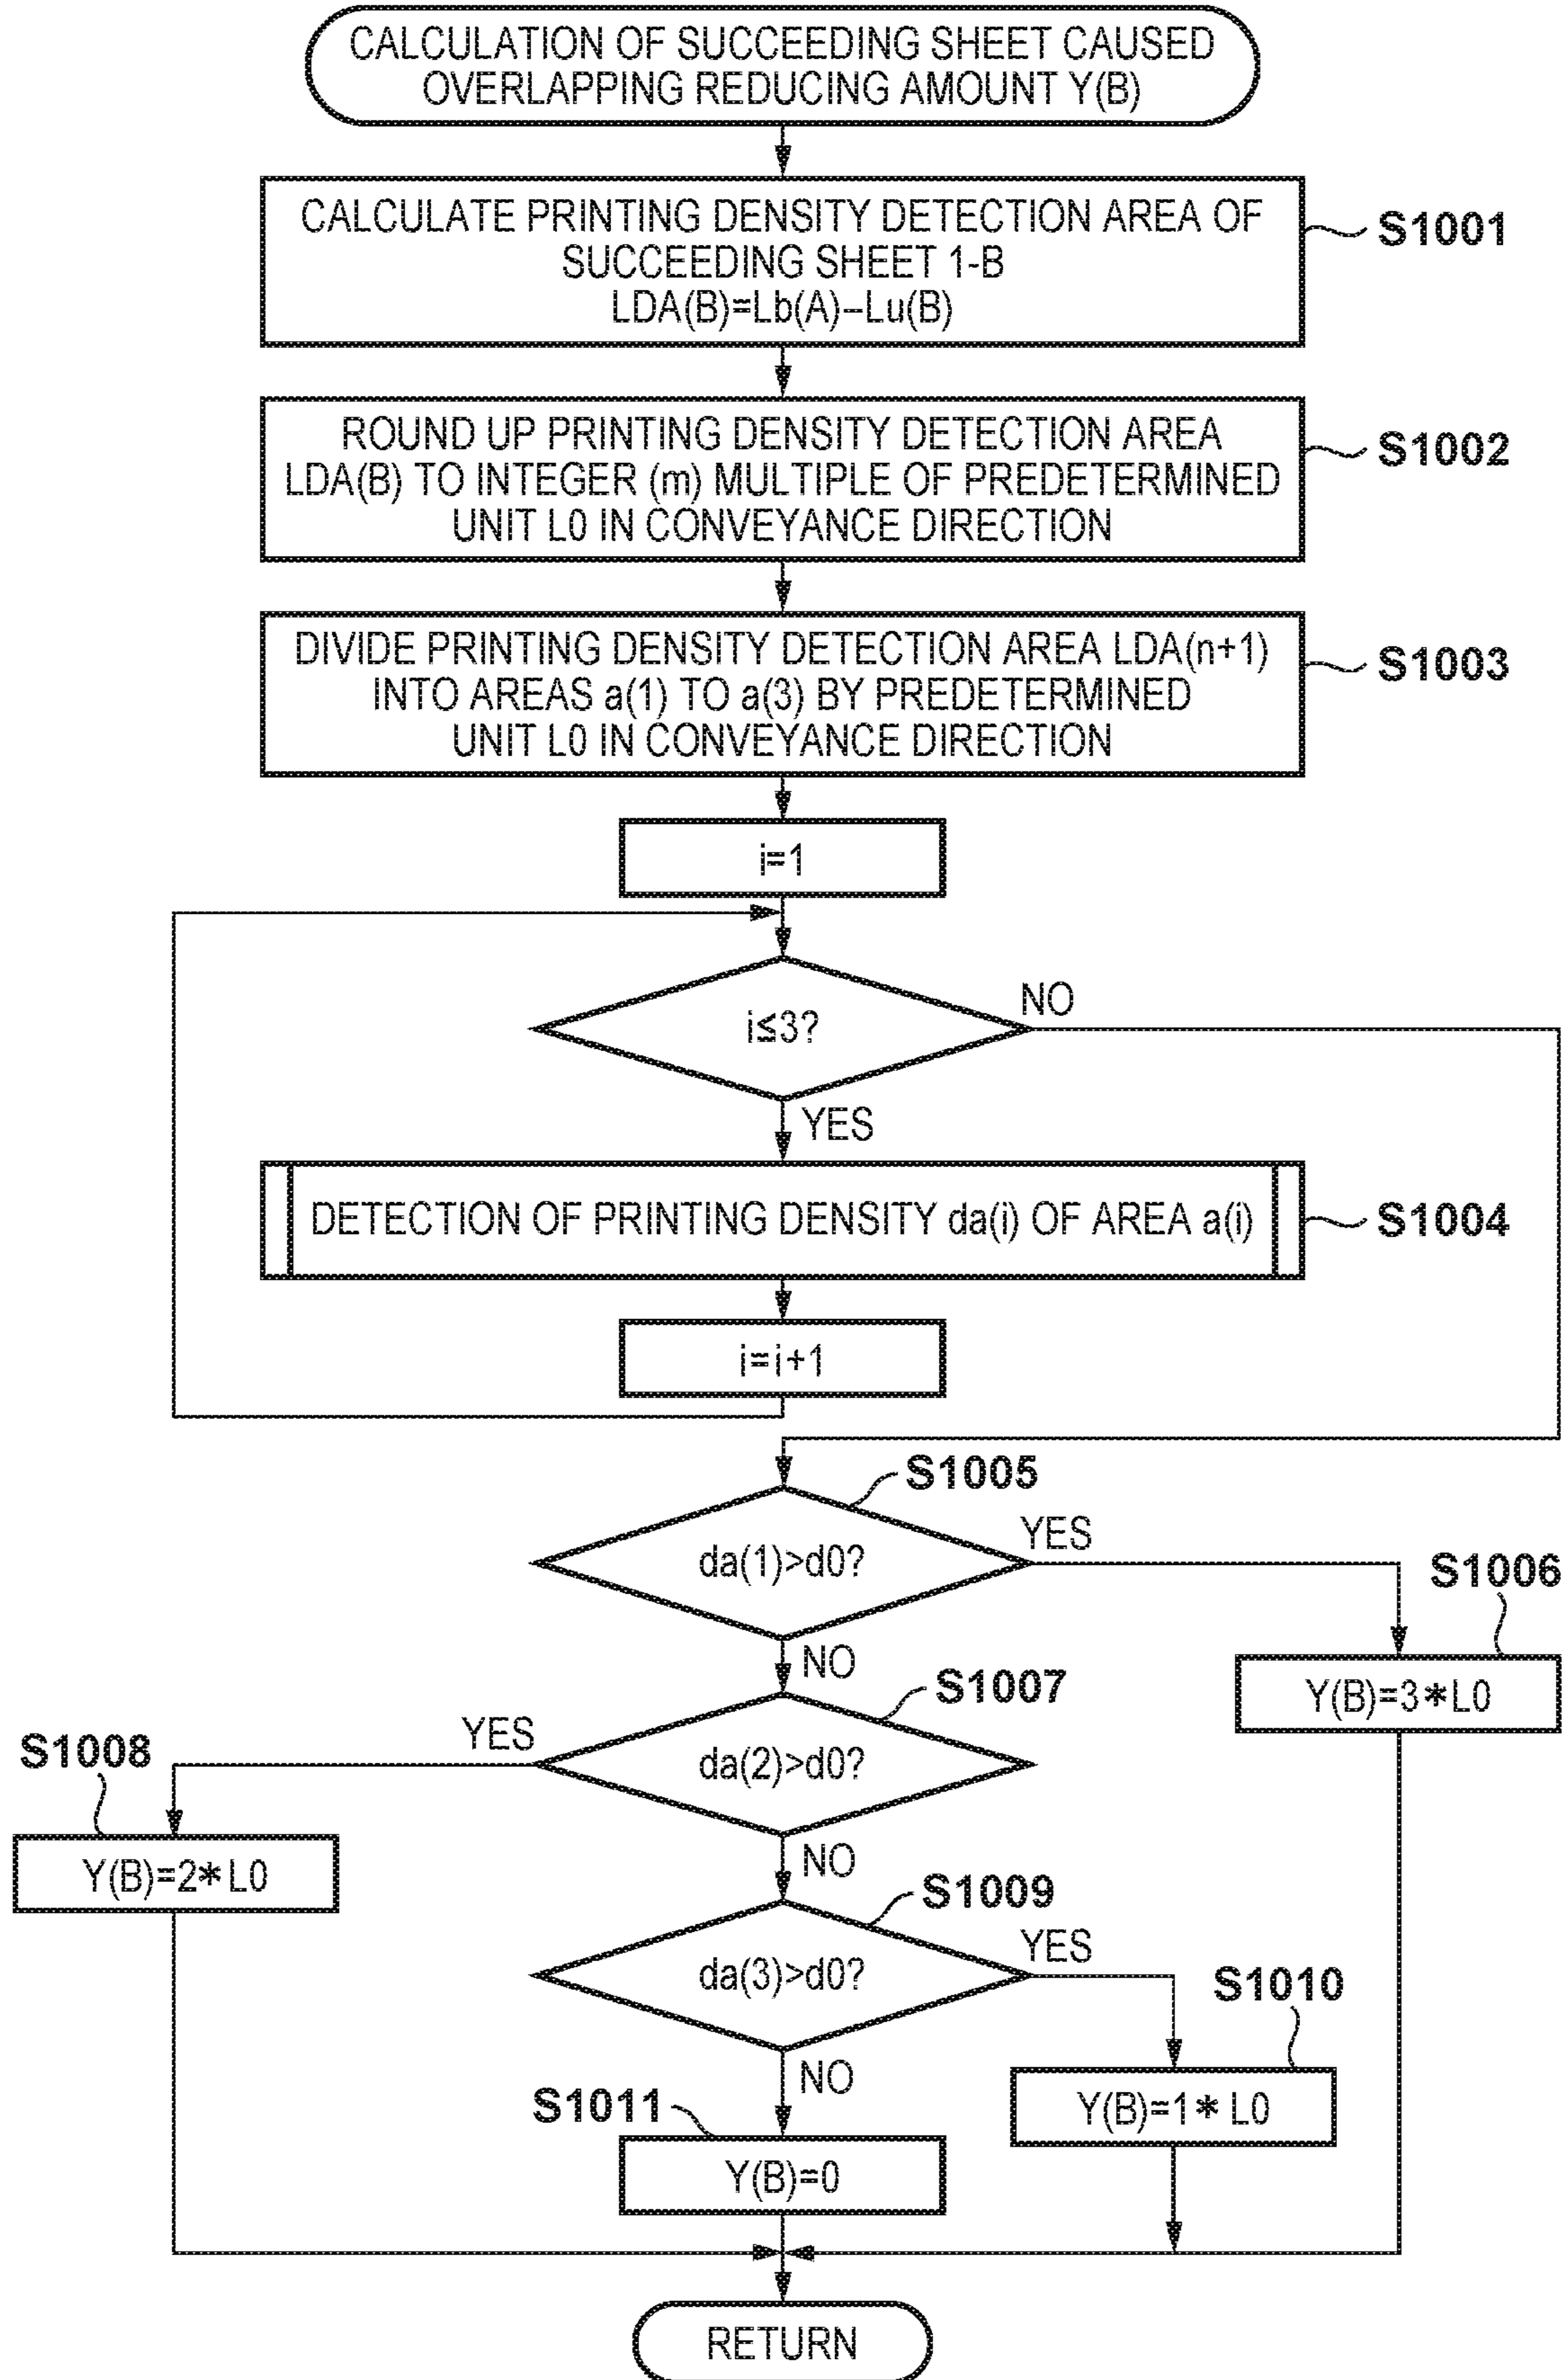 CALCULATION OF SUCCEEDING SHEET CAUSED
OVERLAPPING REDUCING AMOUNT Y(B)
CALCULATE PRINTING DENSITY DETECTION AREA OF
SUCCEEDING SHEET 1-B
LDA(B)=Lb(A)–Lu(B)
S1001
ROUND UP PRINTING DENSITY DETECTION AREA
LDA(B) TO INTEGER (m) MULTIPLE OF PREDETERMINED
UNIT L0 IN CONVEYANCE DIRECTION
S1002
DIVIDE PRINTING DENSITY DETECTION AREA LDA(n+1)
INTO AREAS a(1) TO a(3) BY PREDETERMINED
UNIT L0 IN CONVEYANCE DIRECTION
S1003
i=1
i≦3?
NO
YES
DETECTION OF PRINTING DENSITY da(i) OF AREA a(i)
S1004
i=i+1
S1005
da(1)>d0?
YES
S1006
Y(B)=3*L0
NO
S1007
da(2)>d0?
YES
S1008
Y(B)=2*L0
NO
S1009
da(3)>d0?
YES
S1010
Y(B)=1*L0
NO
S1011
Y(B)=0
RETURN